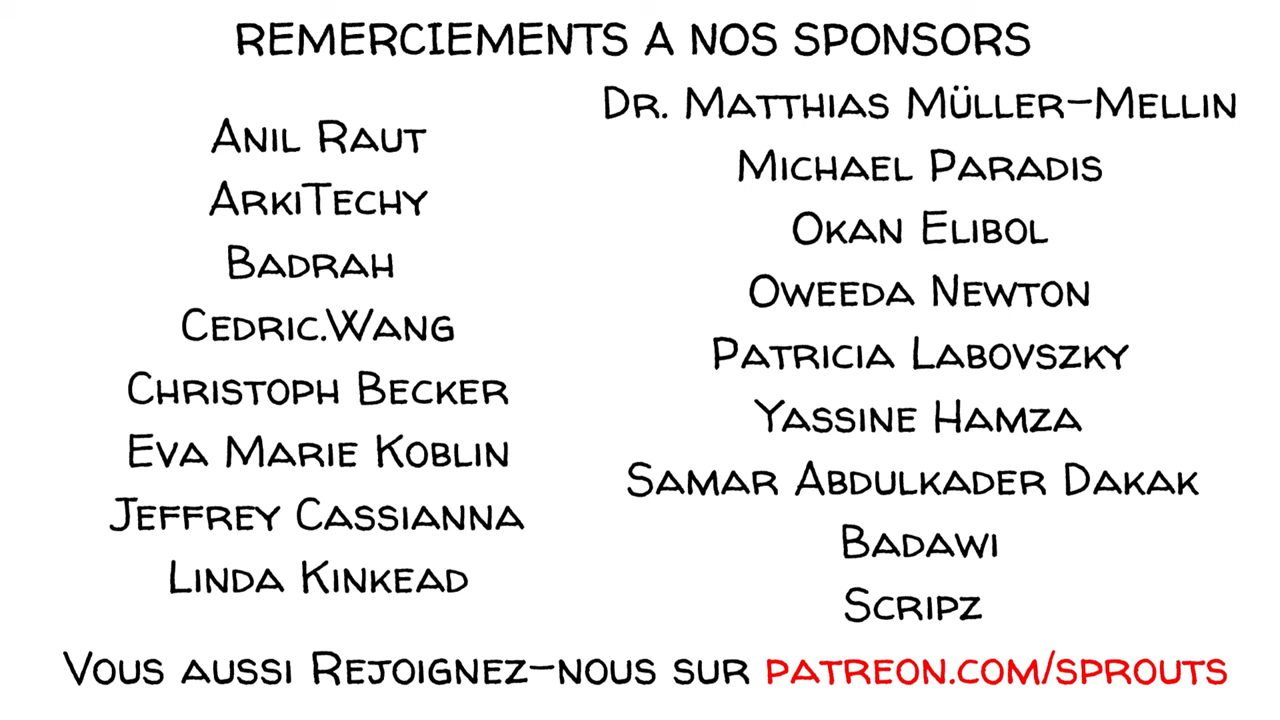 REMERCIEMENTS A NOS SPONSORS
Anil Raut
ArkiTechy
Badrah
Cedric.Wang
Christoph Becker
Eva Marie Koblin
Jeffrey Cassianna
Linda Kinkead
Dr. Matthias Müller-Mellin
Michael Paradis
Okan Elibol
Oweeda Newton
Patricia Labovszky
Yassine Hamza
Samar Abdulkader Dakak
Badawi
Scripz
Vous aussi Rejoignez-nous sur patreon.com/sprouts